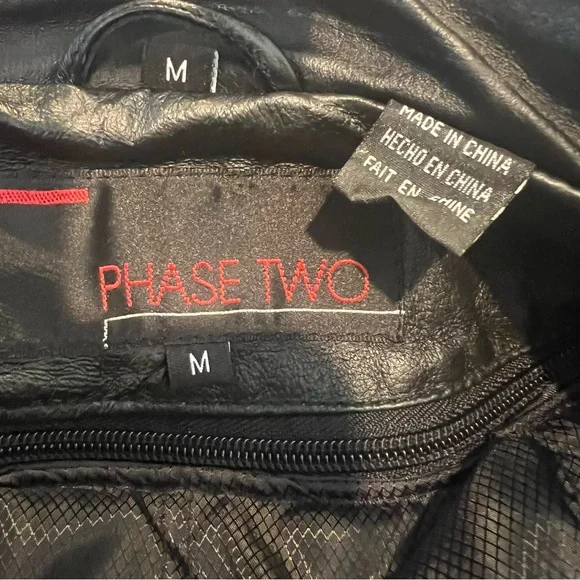 M
MADE IN CHINA
HECHO EN CHINA
FAIT EN CHINE
PHASE TWO
M